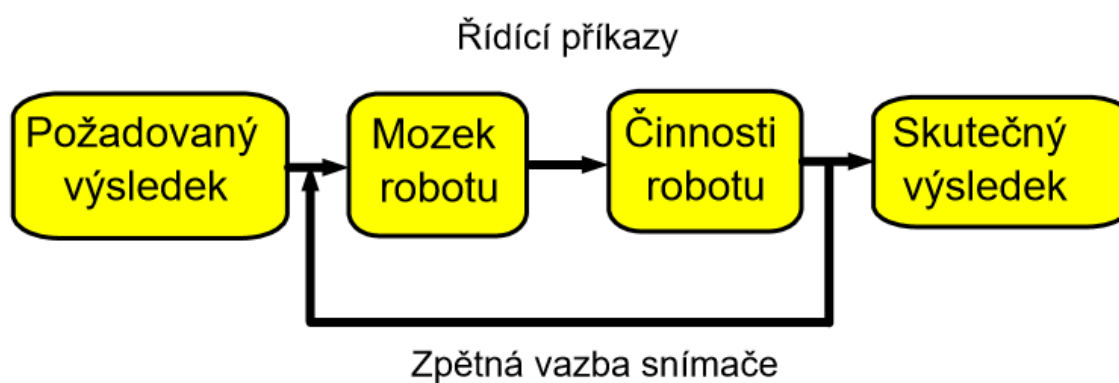 Řídící příkazy
Požadovaný
výsledek
Mozek
robotu
Činnosti
robotu
Skutečný
výsledek
Zpětná vazba snímače